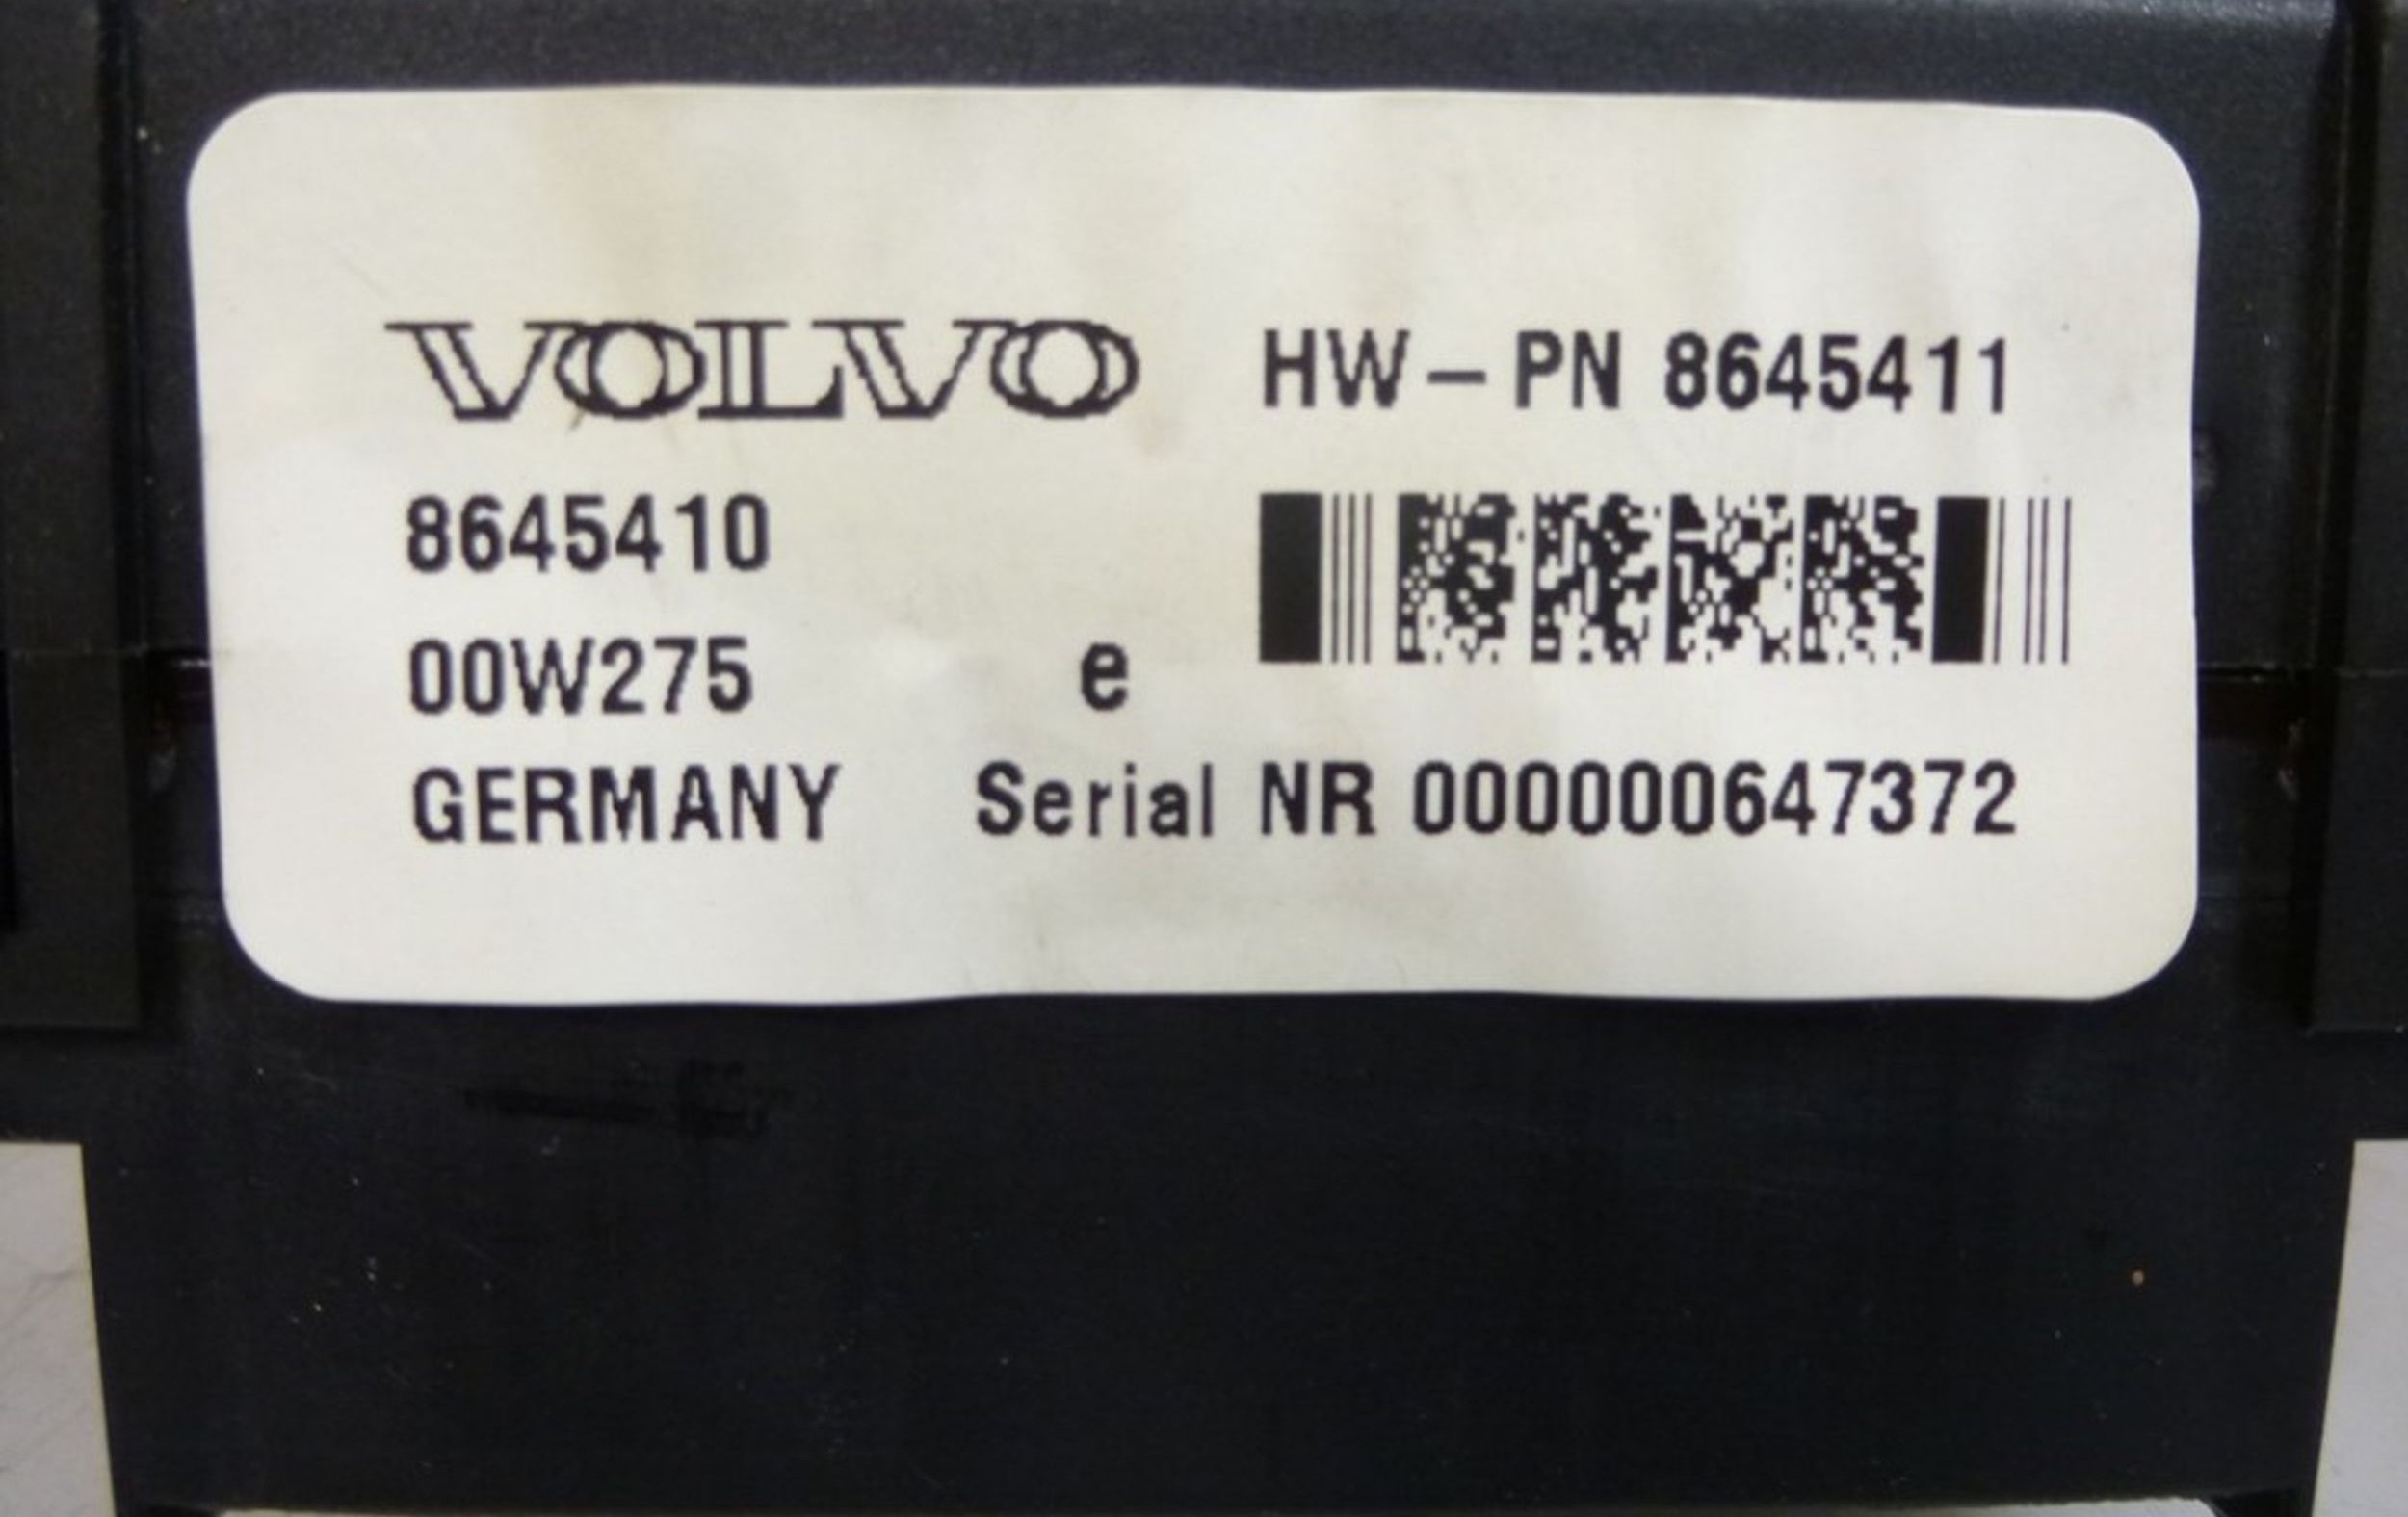 VOLVO HW-PN 8645411
8645410
00W275 e
GERMANY Serial NR 000000647372